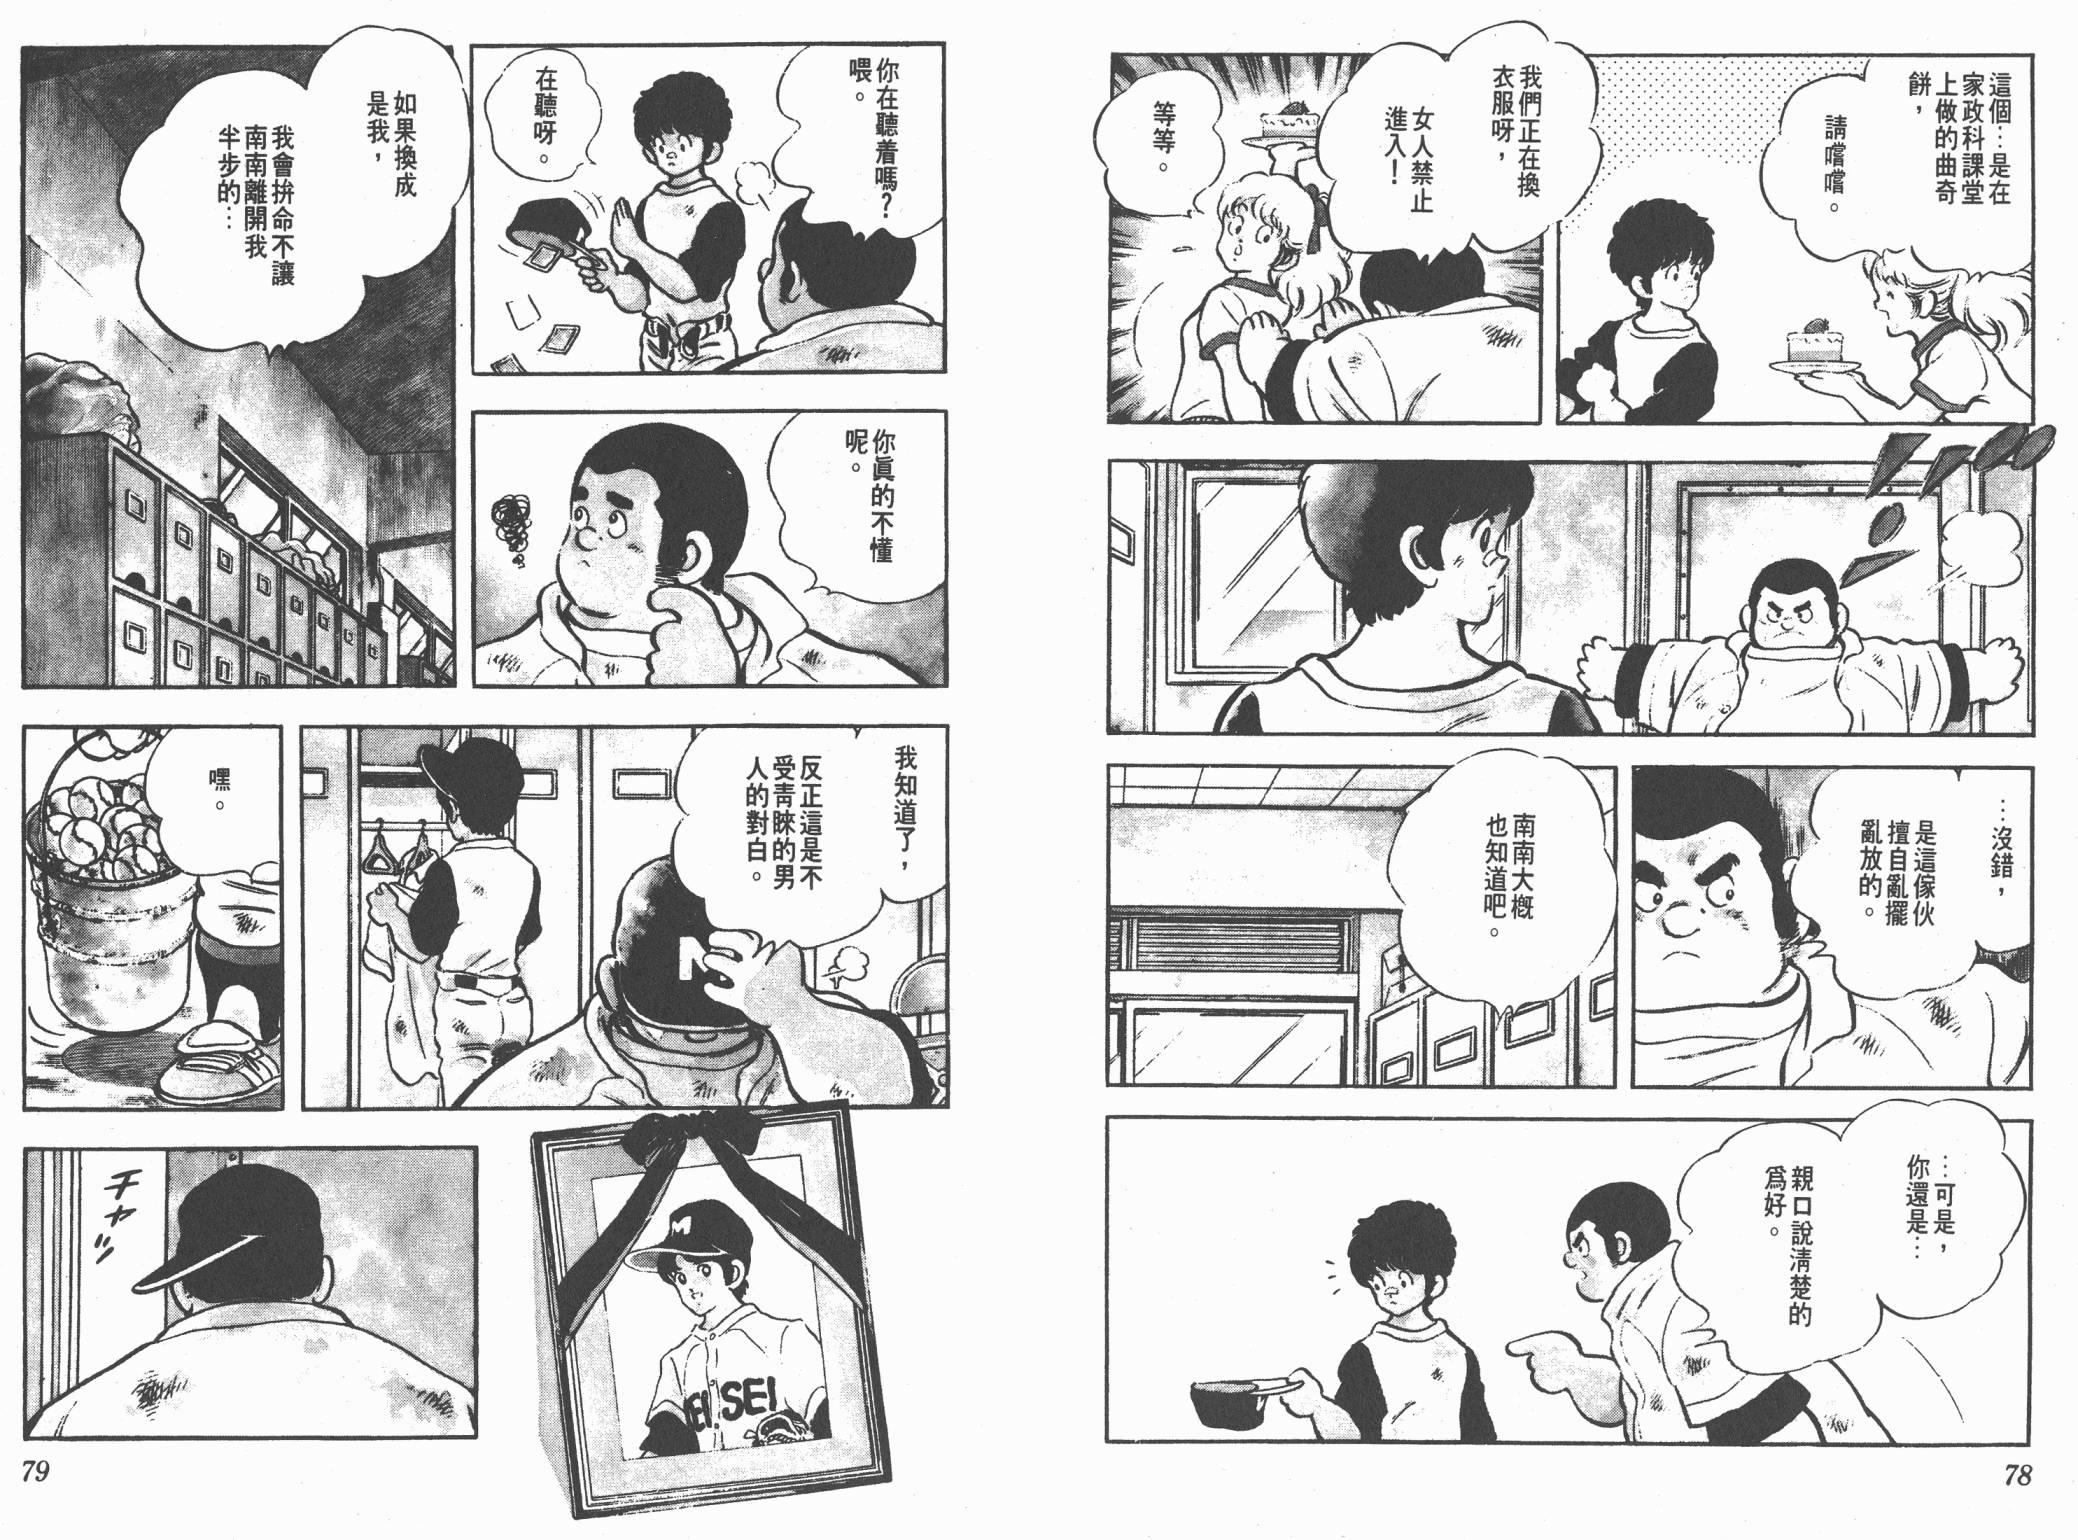 這個…是在
家政科課堂
上做的曲奇
餅，
請嚐嚐。
我們正在換
衣服呀，
女人禁止
進入！
等等。
…沒錯，
是這傢伙
擅自亂擺
亂放的。
南南大概
也知道吧。
…可是，
你還是…
親口說清楚的
爲好。
78
你在聽着嗎？
喂。
在聽呀。
你眞的不懂
呢。
如果換成
是我，
我會拚命不讓
南南離開我
半步的…
我知道了，
反正這是不
受靑睞的男
人的對白。
M
嘿。
チャッ
M
EISEI
79